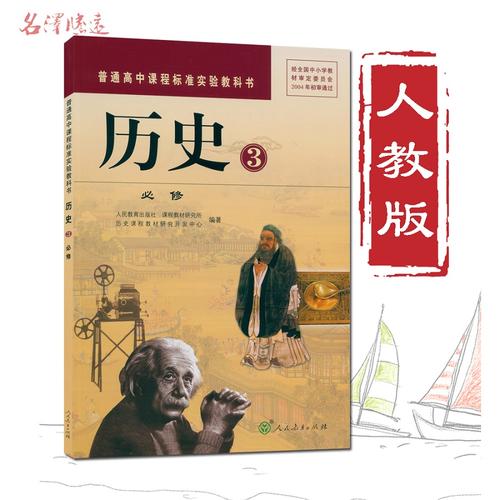 名泽腾远
普通高中课程标准实验教科书
经全国中小学教
材审定委员会
2004年初审通过
历史 3
必修
人民教育出版社 课程教材研究所
历史课程教材研究开发中心
编著
人民教育出版社
普通高中课程标准实验教科书 历史 3 必修
人民教育出版社
人教版